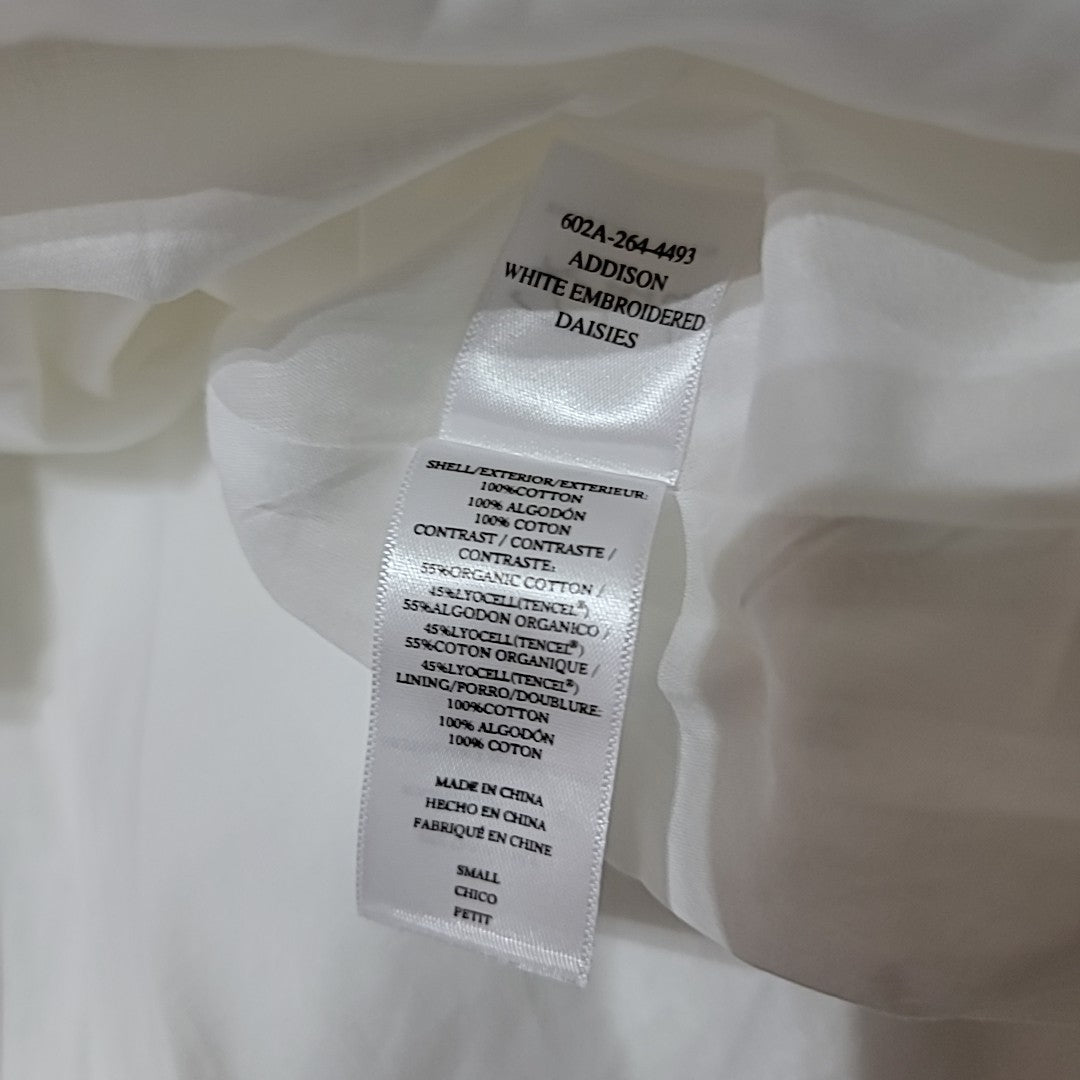 602A-264-4493
ADDISON
WHITE EMBROIDERED
DAISIES
SHELL/EXTERIOR/EXTERIEUR:
100%COTTON
100% ALGODÓN
100% COTON
CONTRAST / CONTRASTE /
CONTRASTE:
55%ORGANIC COTTON /
45%LYOCELL(TENCEL®)
55%ALGODON ORGANICO /
45%LYOCELL(TENCEL®)
55%COTON ORGANIQUE /
45%LYOCELL(TENCEL®)
LINING/FORRO/DOUBLURE:
100%COTTON
100% ALGODÓN
100% COTON
MADE IN CHINA
HECHO EN CHINA
FABRIQUÉ EN CHINE
SMALL
CHICO
PETIT